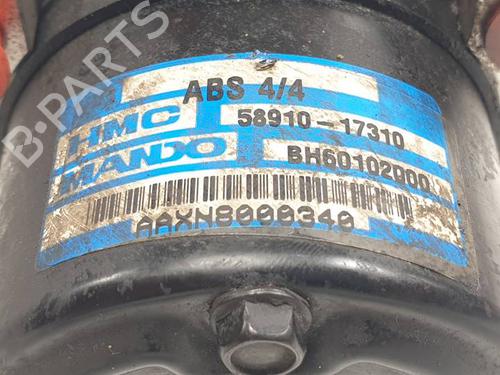 B-PARTS
ABS 4/4
HMC 58910-17310
MANDO BH60102000
AAXN8000340